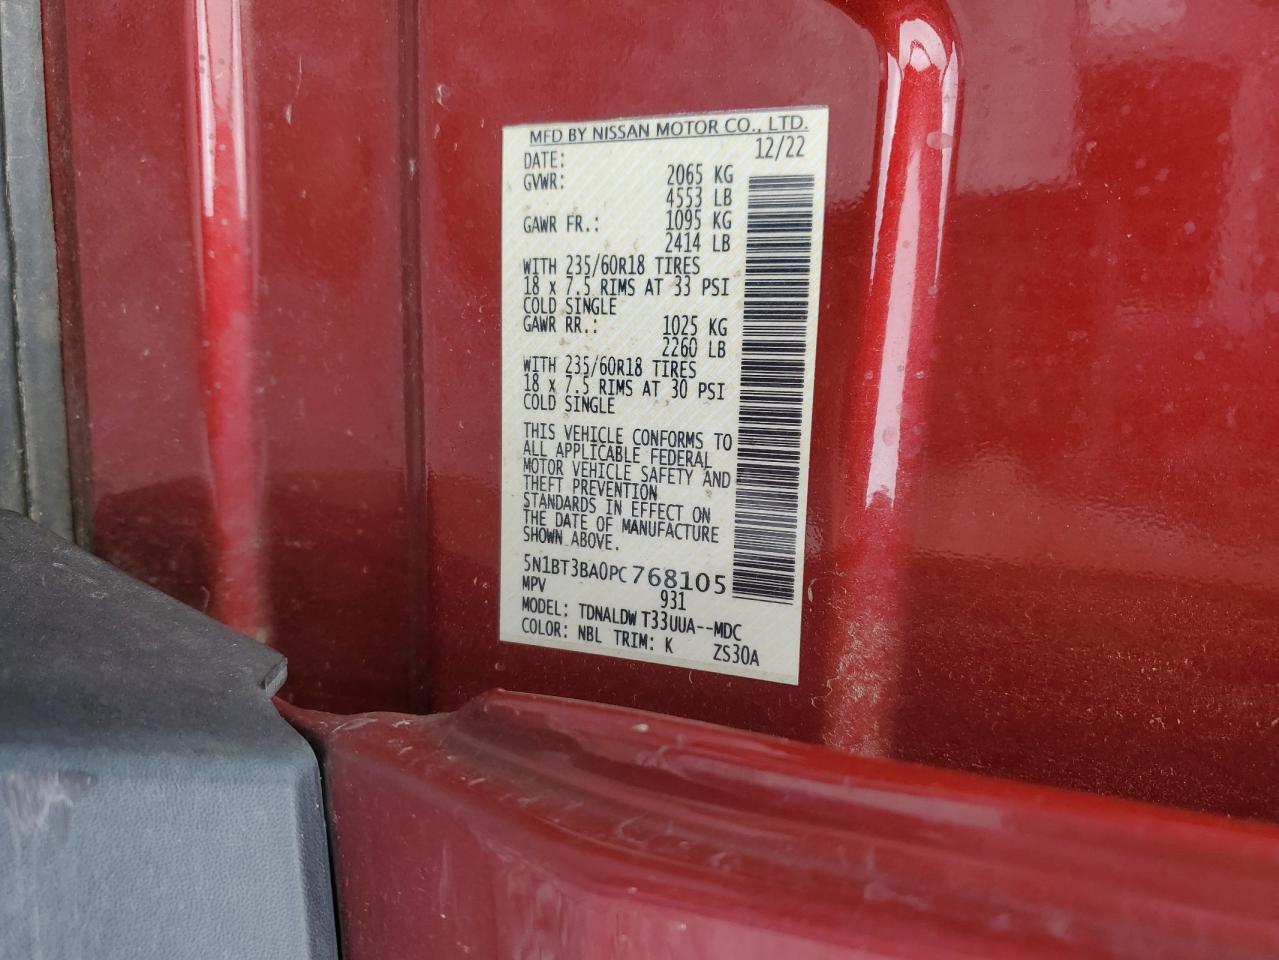 MFD BY NISSAN MOTOR CO., LTD.
DATE: 12/22
GVWR: 2065 KG
4553 LB
GAWR FR.: 1095 KG
2414 LB
WITH 235/60R18 TIRES
18 x 7.5 RIMS AT 33 PSI
COLD SINGLE
GAWR RR.: 1025 KG
2260 LB
WITH 235/60R18 TIRES
18 x 7.5 RIMS AT 30 PSI
COLD SINGLE
THIS VEHICLE CONFORMS TO
ALL APPLICABLE FEDERAL
MOTOR VEHICLE SAFETY AND
THEFT PREVENTION
STANDARDS IN EFFECT ON
THE DATE OF MANUFACTURE
SHOWN ABOVE.
5N1BT3BA0PC768105
MPV 931
MODEL: TDNALDW T33UUA--MDC
COLOR: NBL TRIM: K ZS30A